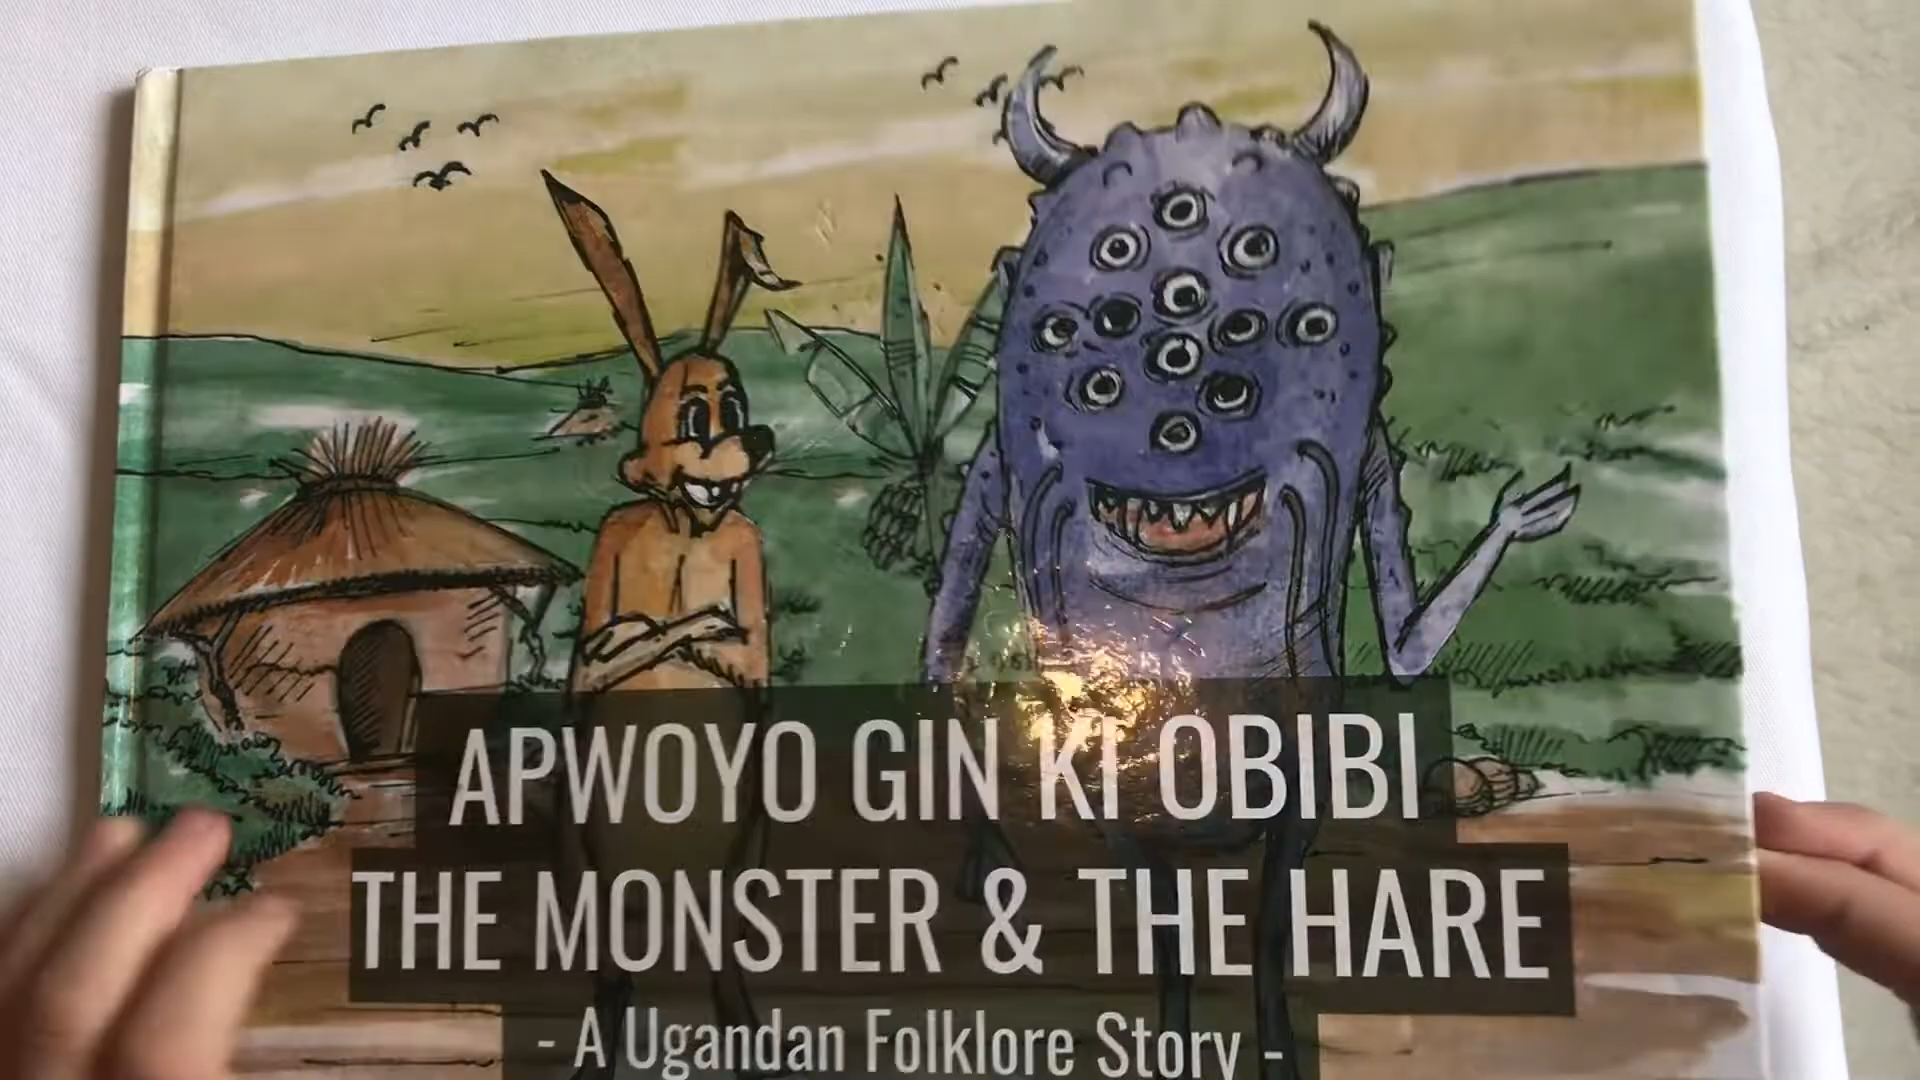 APWOYO GIN KI OBIBI
THE MONSTER & THE HARE
- A Ugandan Folklore Story -